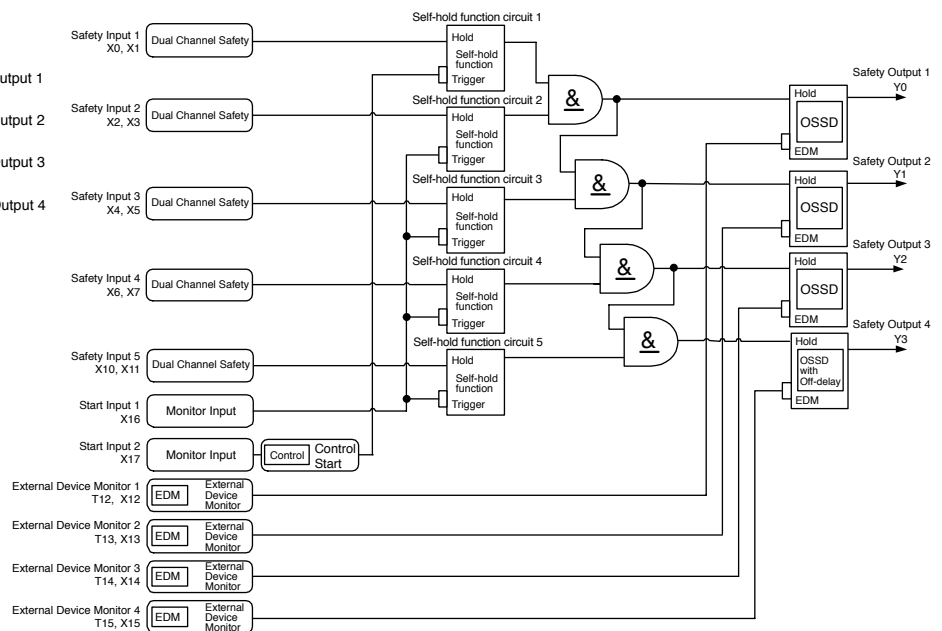 Self-hold function circuit 1
Safety Input 1
X0, X1
Dual Channel Safety
Hold
Self-hold
function
Trigger
utput 1
Safety Input 2
X2, X3
Dual Channel Safety
Self-hold function circuit 2
Hold
Self-hold
function
Trigger
&
Hold
OSSD
EDM
Safety Output 1
Y0
utput 2
utput 3
Safety Input 3
X4, X5
Dual Channel Safety
Self-hold function circuit 3
Hold
Self-hold
function
Trigger
&
Hold
OSSD
EDM
Safety Output 2
Y1
utput 4
Safety Input 4
X6, X7
Dual Channel Safety
Self-hold function circuit 4
Hold
Self-hold
function
Trigger
&
Hold
OSSD
EDM
Safety Output 3
Y2
Safety Input 5
X10, X11
Dual Channel Safety
Self-hold function circuit 5
Hold
Self-hold
function
Trigger
&
Hold
OSSD
with
Off-delay
EDM
Safety Output 4
Y3
Start Input 1
X16
Monitor Input
Start Input 2
X17
Monitor Input
Control
Control
Start
External Device Monitor 1
T12, X12
EDM
External
Device
Monitor
External Device Monitor 2
T13, X13
EDM
External
Device
Monitor
External Device Monitor 3
T14, X14
EDM
External
Device
Monitor
External Device Monitor 4
T15, X15
EDM
External
Device
Monitor